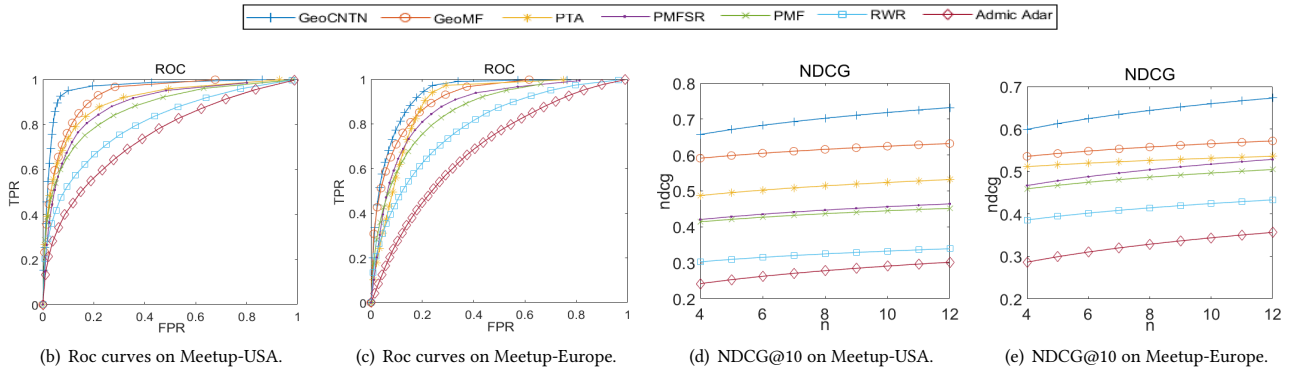 GeoCNTN GeoMF PTA PMFSR PMF RWR Admic Adar
ROC
1
0.8
0.6
0.4
0.2
0
TPR
0 0.2 0.4 0.6 0.8 1
FPR
(b) Roc curves on Meetup-USA.
ROC
1
0.8
0.6
0.4
0.2
0
TPR
0 0.2 0.4 0.6 0.8 1
FPR
(c) Roc curves on Meetup-Europe.
NDCG
0.8
0.7
0.6
0.5
0.4
0.3
0.2
ndcg
4 6 8 10 12
n
(d) NDCG@10 on Meetup-USA.
NDCG
0.7
0.6
0.5
0.4
0.3
0.2
ndcg
4 6 8 10 12
n
(e) NDCG@10 on Meetup-Europe.